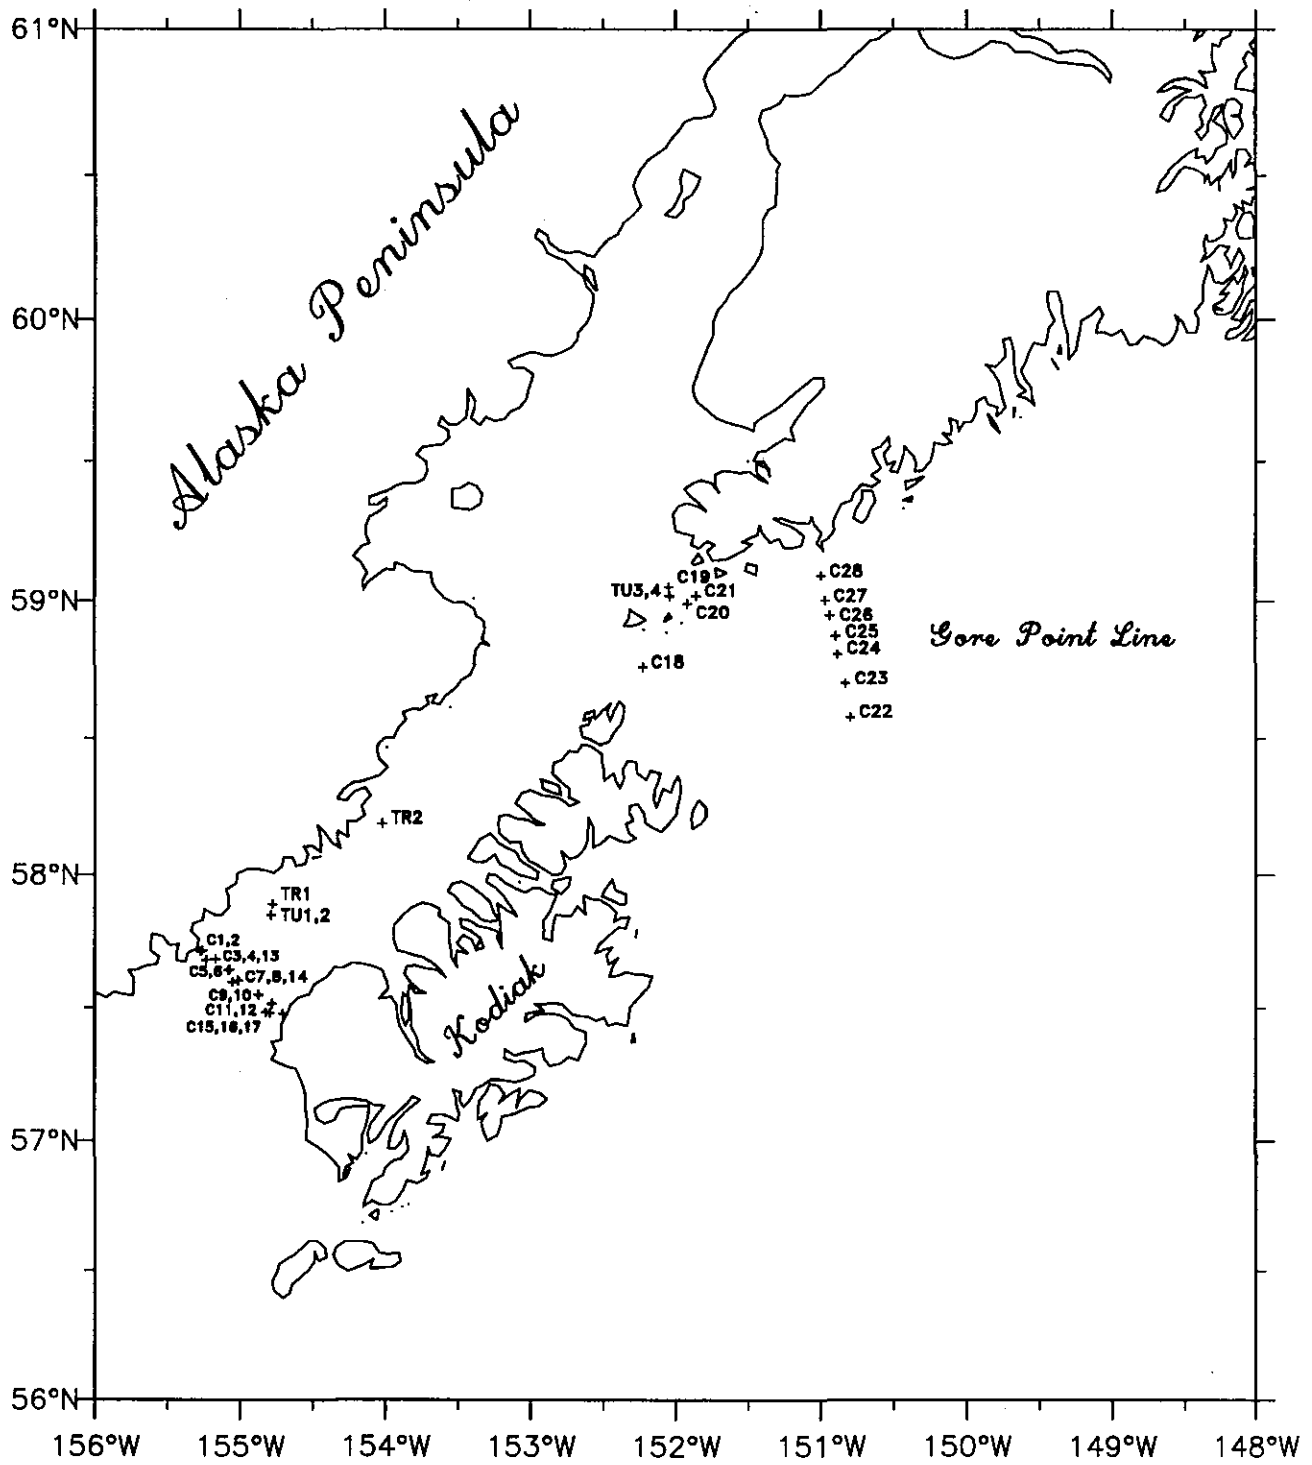 61°N
Alaska Peninsula
60°N
C19
C28
TU3,4
C21
59°N
C27
C20
C26
C25
Gore Point Line
C24
C18
C23
C22
TR2
58°N
TR1
TU1,2
C1,2
C3,4,13
C5,6
C7,8,14
C9,10
C11,12
C15,16,17
Kodiak
57°N
56°N
156°W 155°W 154°W 153°W 152°W 151°W 150°W 149°W 148°W